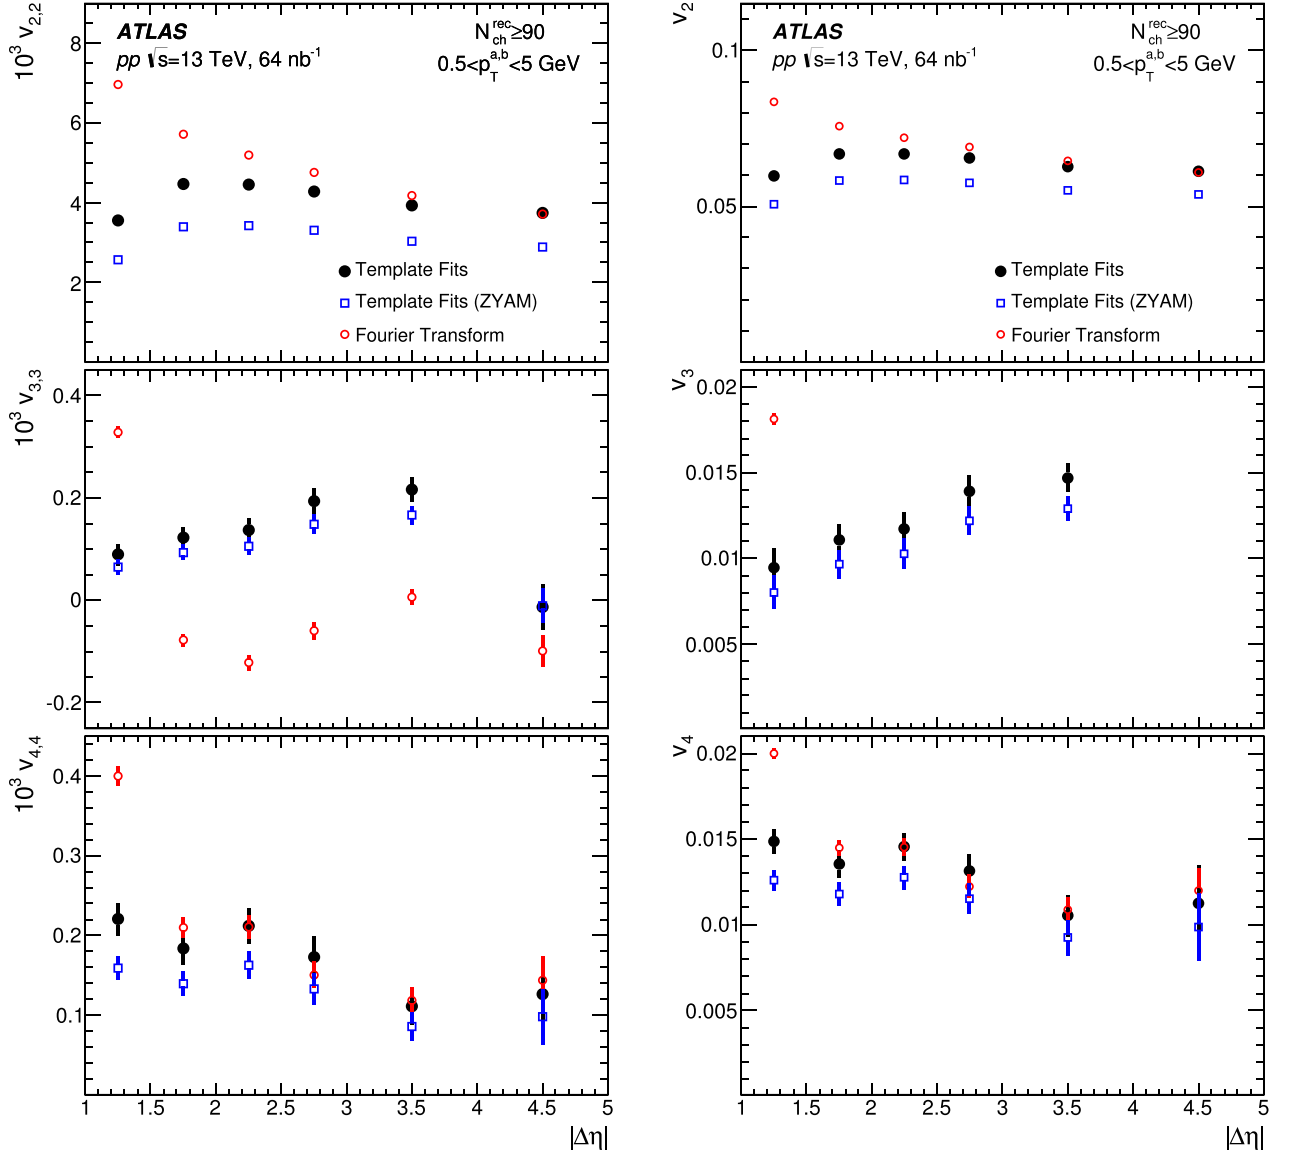 10³ v₂,₂
8
6
4
2
ATLAS
pp √s=13 TeV, 64 nb⁻¹
N_ch^rec≥90
0.5<p_T^a,b<5 GeV
Template Fits
Template Fits (ZYAM)
Fourier Transform
v₂
0.1
0.05
ATLAS
pp √s=13 TeV, 64 nb⁻¹
N_ch^rec≥90
0.5<p_T^a,b<5 GeV
Template Fits
Template Fits (ZYAM)
Fourier Transform
10³ v₃,₃
0.4
0.2
0
-0.2
v₃
0.02
0.015
0.01
0.005
10³ v₄,₄
0.4
0.3
0.2
0.1
1 1.5 2 2.5 3 3.5 4 4.5 5
|Δη|
v₄
0.02
0.015
0.01
0.005
1 1.5 2 2.5 3 3.5 4 4.5 5
|Δη|